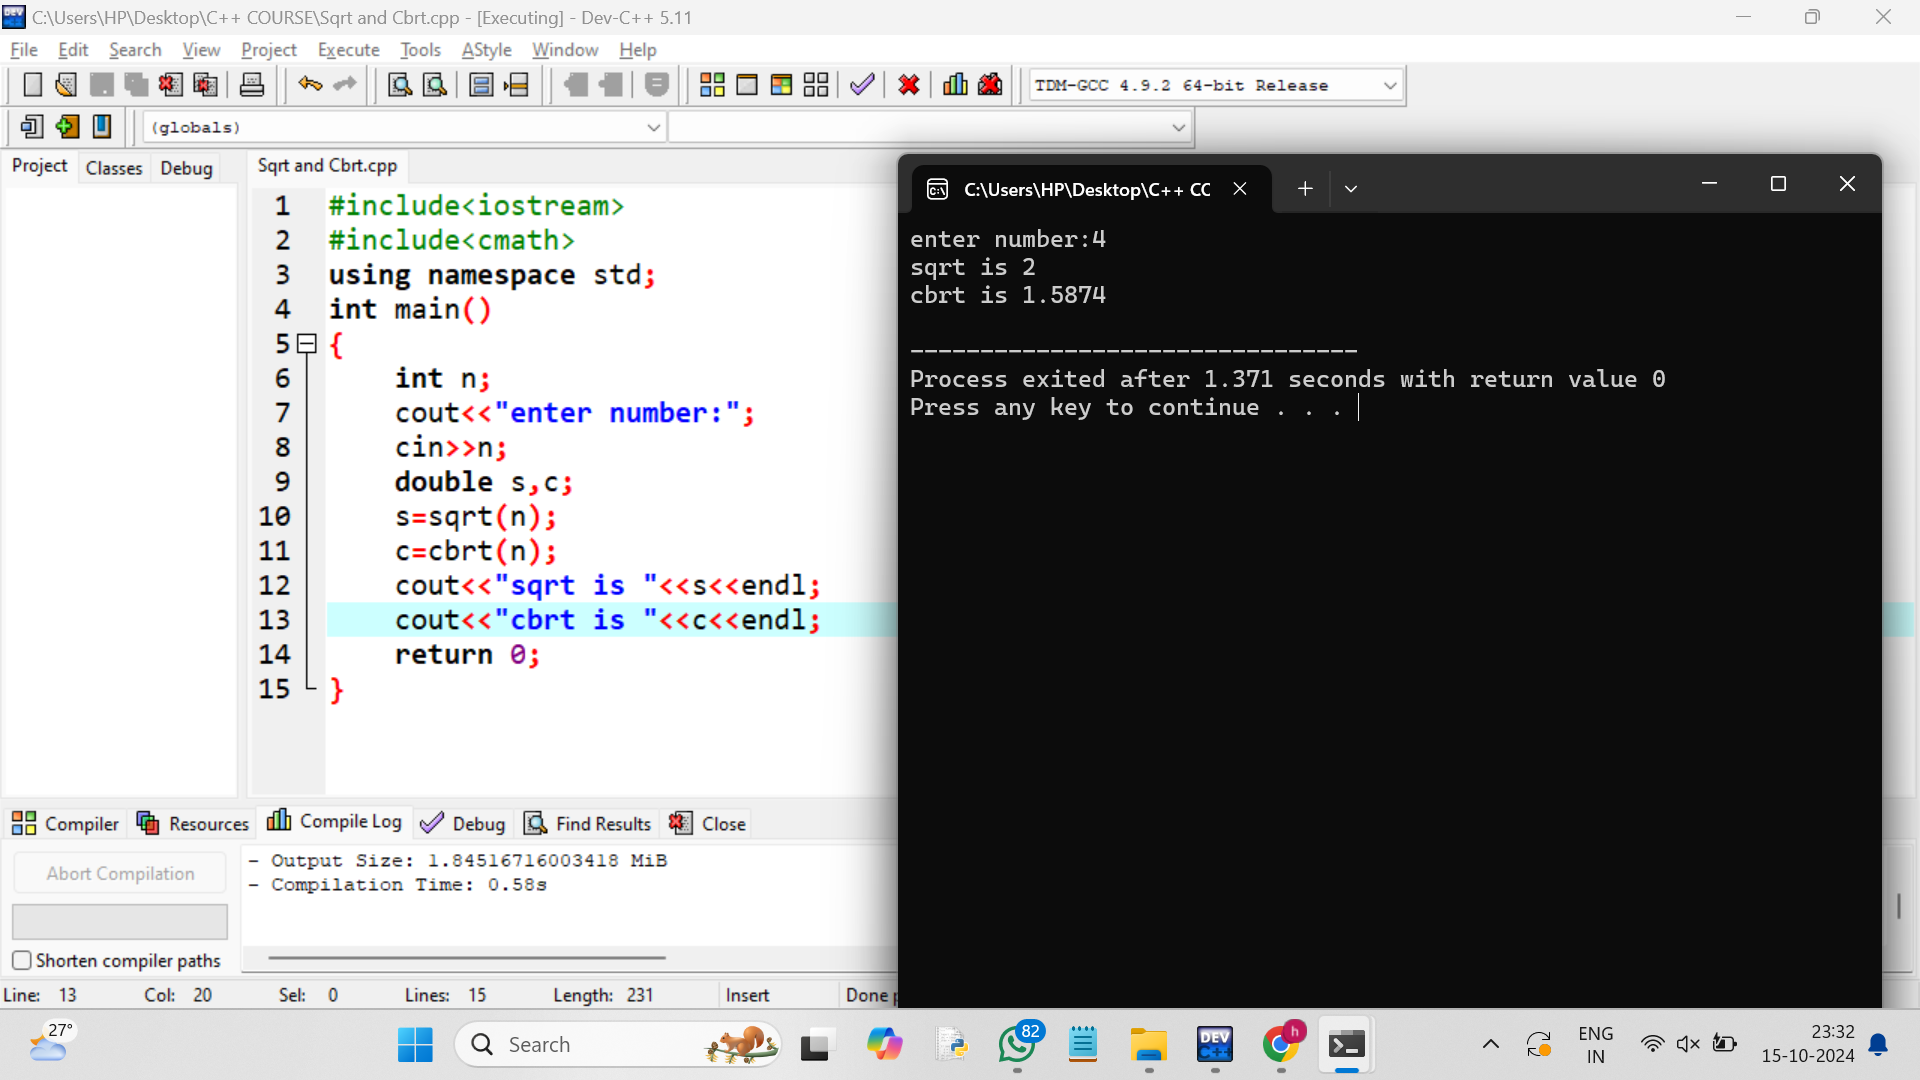 C:\Users\HP\Desktop\C++ COURSE\Sqrt and Cbrt.cpp - [Executing] - Dev-C++ 5.11
File Edit Search View Project Execute Tools AStyle Window Help
TDM-GCC 4.9.2 64-bit Release
(globals)
Project Classes Debug
Sqrt and Cbrt.cpp
1 #include<iostream>
2 #include<cmath>
3 using namespace std;
4 int main()
5 {
6 int n;
7 cout<<"enter number:";
8 cin>>n;
9 double s,c;
10 s=sqrt(n);
11 c=cbrt(n);
12 cout<<"sqrt is "<<s<<endl;
13 cout<<"cbrt is "<<c<<endl;
14 return 0;
15 }
C:\Users\HP\Desktop\C++ CC
enter number:4
sqrt is 2
cbrt is 1.5874
--------------------------------
Process exited after 1.371 seconds with return value 0
Press any key to continue . . .
Compiler Resources Compile Log Debug Find Results Close
Abort Compilation
Shorten compiler paths
- Output Size: 1.84516716003418 MiB
- Compilation Time: 0.58s
Line: 13 Col: 20 Sel: 0 Lines: 15 Length: 231 Insert Done p
27°
Search
82
DEV
C++
h
ENG
IN
23:32
15-10-2024